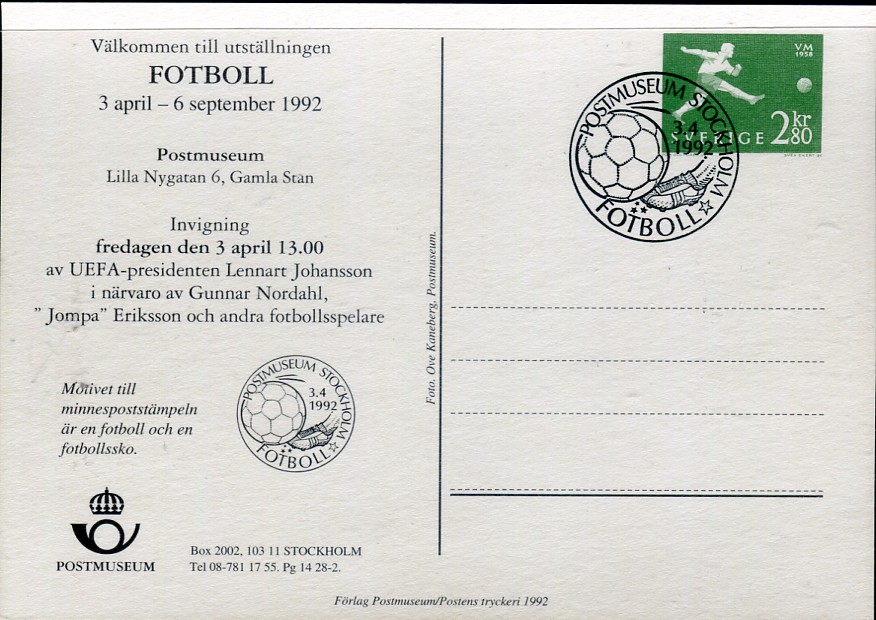 Välkommen till utställningen
FOTBOLL
3 april – 6 september 1992
Postmuseum
Lilla Nygatan 6, Gamla Stan
Invigning
fredagen den 3 april 13.00
av UEFA-presidenten Lennart Johansson
i närvaro av Gunnar Nordahl,
” Jompa” Eriksson och andra fotbollsspelare
Motivet till
minnespoststämpeln
är en fotboll och en
fotbollssko.
POSTMUSEUM STOCKHOLM
3.4
1992
FOTBOLL
POSTMUSEUM
Box 2002, 103 11 STOCKHOLM
Tel 08-781 17 55. Pg 14 28-2.
Foto. Ove Kaneberg, Postmuseum.
VM
1958
SVERIGE 2 kr 80
POSTMUSEUM STOCKHOLM
3.4
1992
FOTBOLL
Förlag Postmuseum/Postens tryckeri 1992